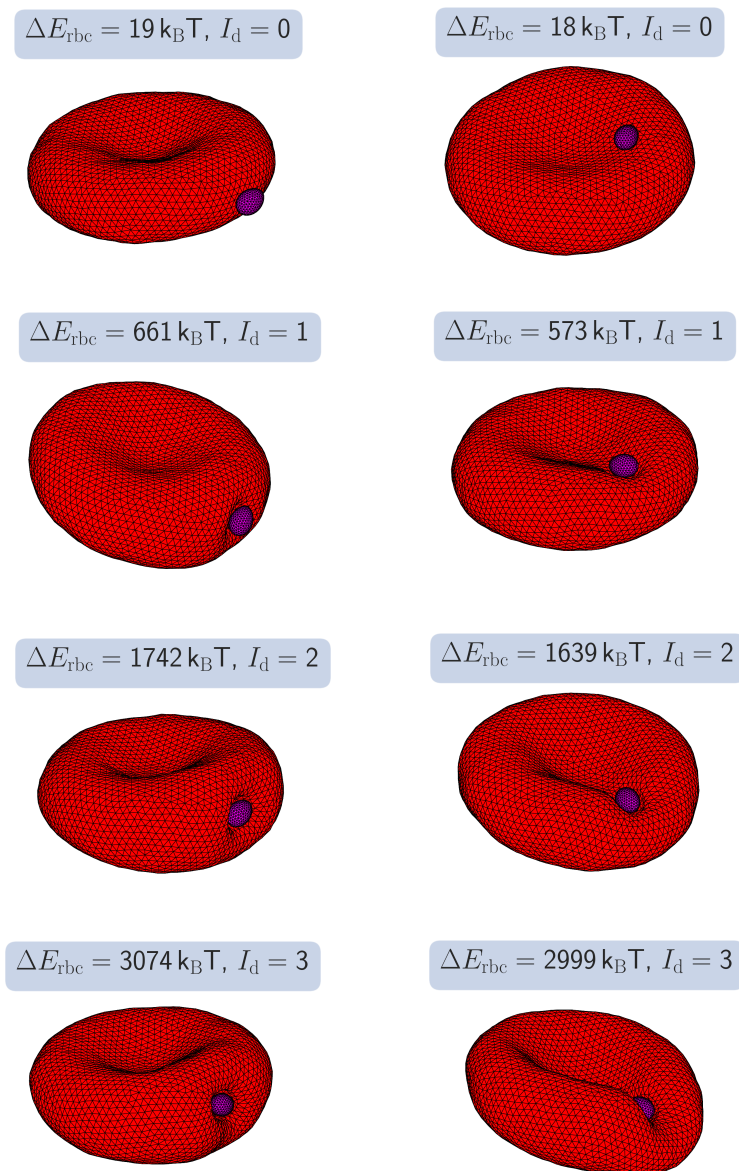 ΔE_rbc = 19 k_BT, I_d = 0
ΔE_rbc = 18 k_BT, I_d = 0
ΔE_rbc = 661 k_BT, I_d = 1
ΔE_rbc = 573 k_BT, I_d = 1
ΔE_rbc = 1742 k_BT, I_d = 2
ΔE_rbc = 1639 k_BT, I_d = 2
ΔE_rbc = 3074 k_BT, I_d = 3
ΔE_rbc = 2999 k_BT, I_d = 3